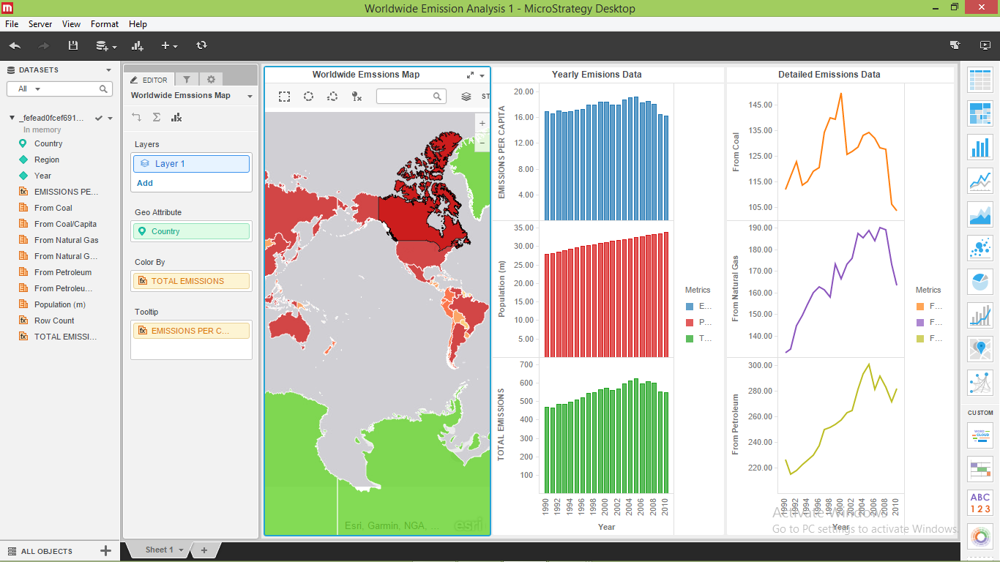 Worldwide Emission Analysis 1 - MicroStrategy Desktop
File Server View Format Help
DATASETS
All
_fefead0fcef691...
In memory
Country
Region
Year
EMISSIONS PE...
From Coal
From Coal/Capita
From Natural Gas
From Natural G...
From Petroleum
From Petroleu...
Population (m)
Row Count
TOTAL EMISSI...
ALL OBJECTS
EDITOR
Worldwide Emssions Map
Layers
Layer 1
Add
Geo Attribute
Country
Color By
TOTAL EMISSIONS
Tooltip
EMISSIONS PER C...
Worldwide Emssions Map
ST
Esri, Garmin, NGA, ...
esri
Yearly Emisions Data
EMISSIONS PER CAPITA
20.00
16.00
12.00
8.00
4.00
Population (m)
35.00
30.00
25.00
20.00
15.00
10.00
5.00
TOTAL EMISSIONS
700
600
500
400
300
200
100
1990 1992 1994 1996 1998 2000 2002 2004 2006 2008 2010
Year
Metrics
E...
P...
T...
Detailed Emissions Data
From Coal
145.00
135.00
125.00
115.00
105.00
From Natural Gas
190.00
180.00
170.00
160.00
150.00
140.00
From Petroleum
300.00
280.00
260.00
240.00
220.00
1990 1992 1994 1996 1998 2000 2002 2004 2006 2008 2010
Year
Metrics
F...
F...
F...
Activate Windows
Go to PC settings to activate Windows.
CUSTOM
WORD
CLOUD
ABC
1 2 3
Sheet 1